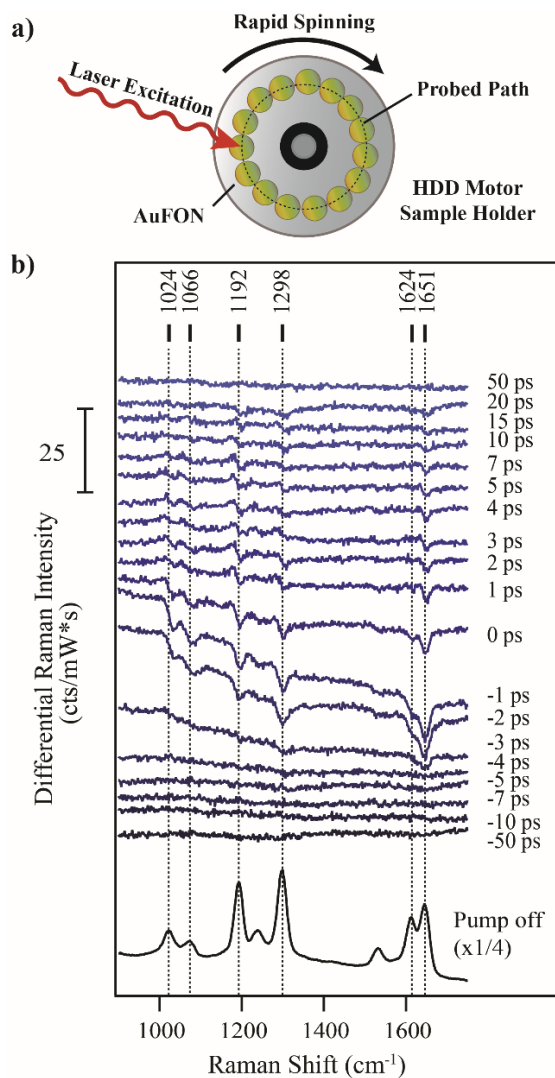 a)
Rapid Spinning
Laser Excitation
Probed Path
AuFON
HDD Motor
Sample Holder
b)
1024
1066
1192
1298
1624
1651
50 ps
20 ps
15 ps
10 ps
7 ps
5 ps
4 ps
3 ps
2 ps
1 ps
0 ps
-1 ps
-2 ps
-3 ps
-4 ps
-5 ps
-7 ps
-10 ps
-50 ps
25
Differential Raman Intensity
(cts/mW*s)
Pump off
(x1/4)
1000
1200
1400
1600
Raman Shift (cm⁻¹)